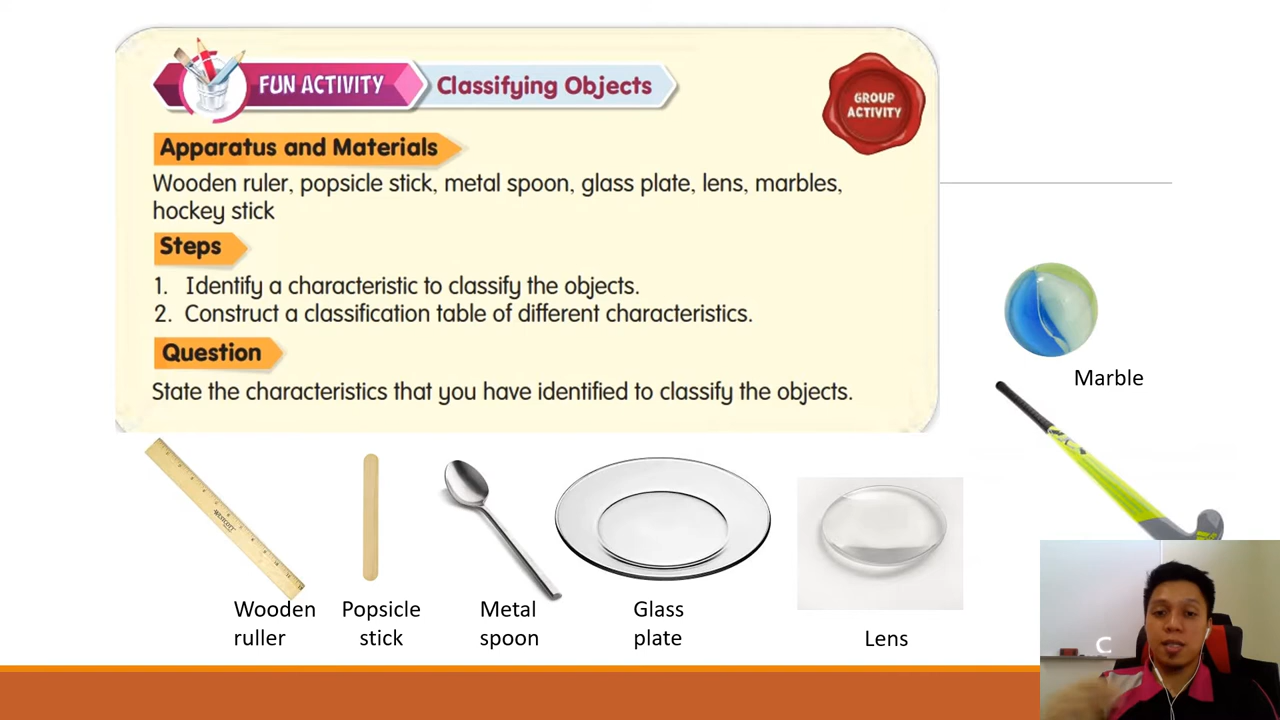 FUN ACTIVITY
Classifying Objects
GROUP
ACTIVITY
Apparatus and Materials
Wooden ruler, popsicle stick, metal spoon, glass plate, lens, marbles,
hockey stick
Steps
1. Identify a characteristic to classify the objects.
2. Construct a classification table of different characteristics.
Question
State the characteristics that you have identified to classify the objects.
Marble
Wooden
ruller
Popsicle
stick
Metal
spoon
Glass
plate
Lens
C